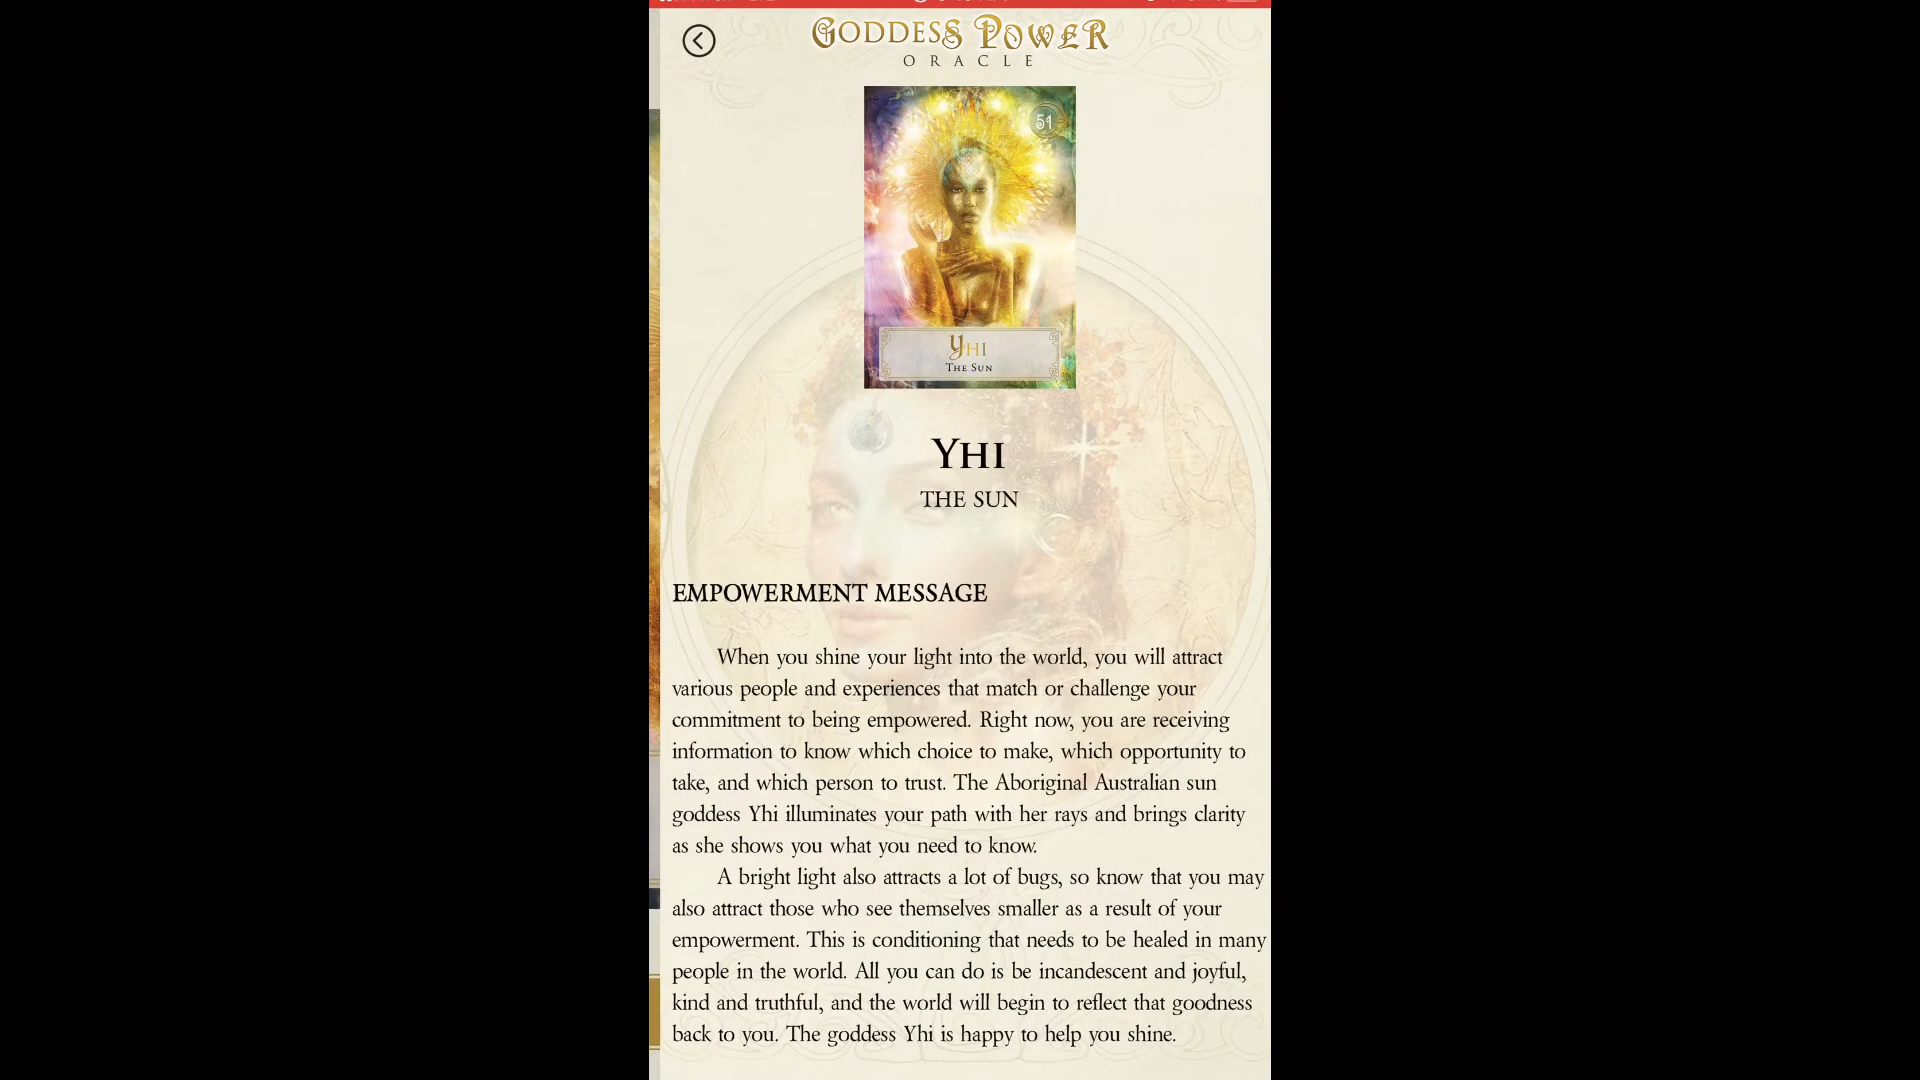 GODDESS POWER
ORACLE
51
YHI
THE SUN
YHI
THE SUN
EMPOWERMENT MESSAGE
When you shine your light into the world, you will attract
various people and experiences that match or challenge your
commitment to being empowered. Right now, you are receiving
information to know which choice to make, which opportunity to
take, and which person to trust. The Aboriginal Australian sun
goddess Yhi illuminates your path with her rays and brings clarity
as she shows you what you need to know.
A bright light also attracts a lot of bugs, so know that you may
also attract those who see themselves smaller as a result of your
empowerment. This is conditioning that needs to be healed in many
people in the world. All you can do is be incandescent and joyful,
kind and truthful, and the world will begin to reflect that goodness
back to you. The goddess Yhi is happy to help you shine.